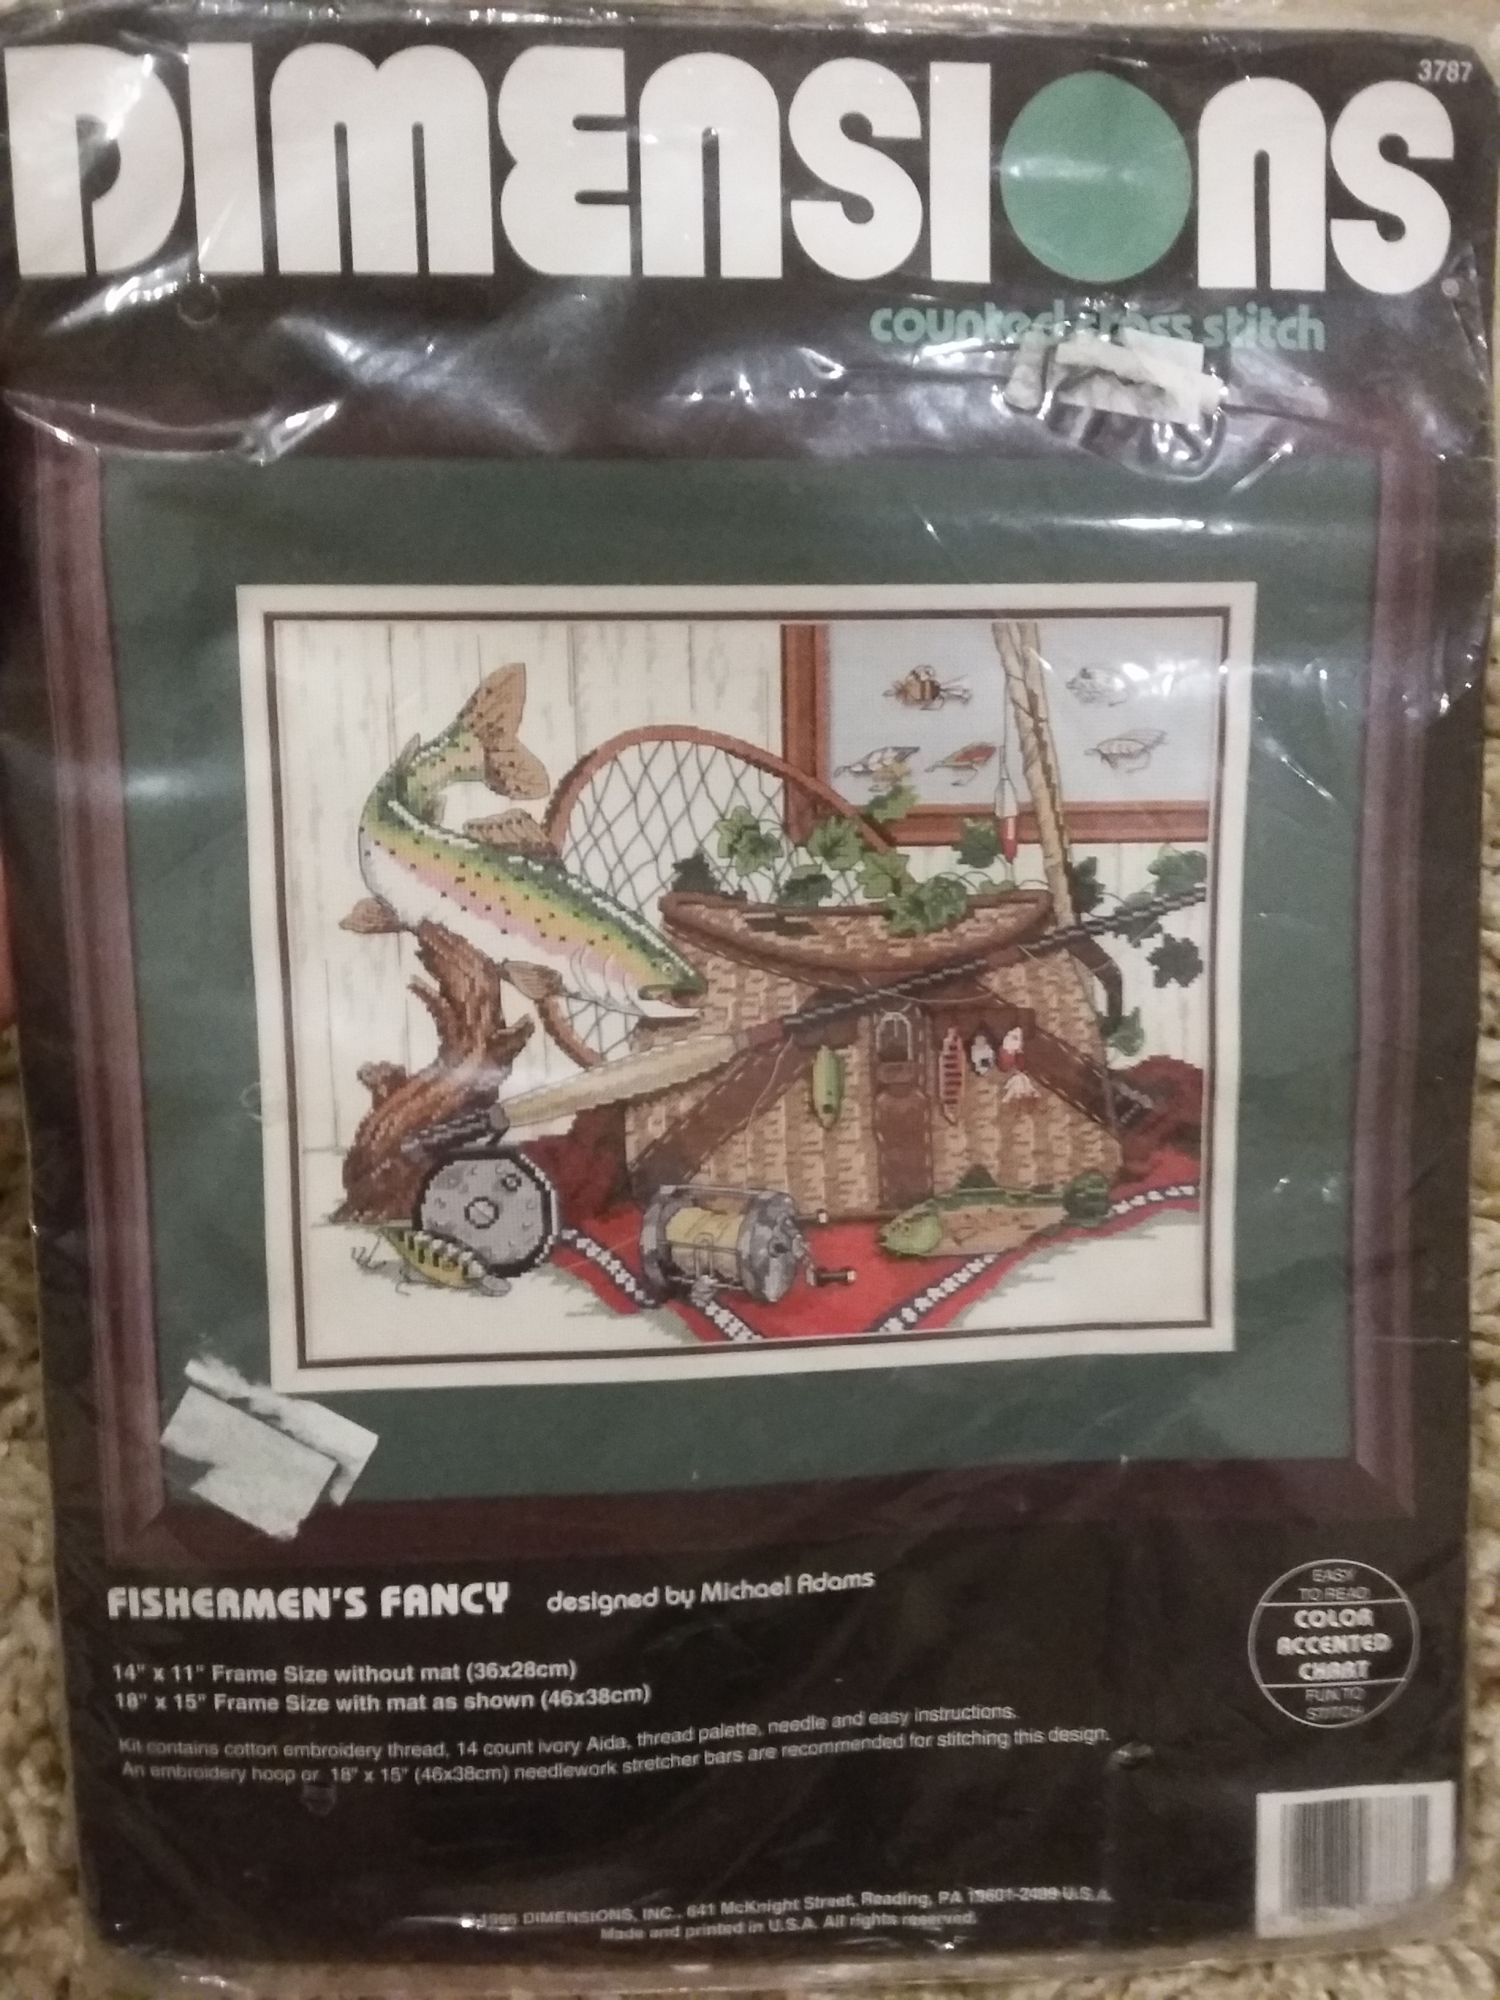 3787
DIMENSIONS
counted cross stitch
FISHERMEN'S FANCY designed by Michael Adams
14" x 11" Frame Size without mat (36x28cm)
18" x 15" Frame Size with mat as shown (46x38cm)
Kit contains cotton embroidery thread, 14 count ivory Aida, thread palette, needle and easy instructions.
An embroidery hoop or 18" x 15" (46x38cm) needlework stretcher bars are recommended for stitching this design.
EASY
TO READ
COLOR
ACCENTED
CHART
FUN TO
STITCH
© DIMENSIONS, INC., 641 McKnight Street, Reading, PA 19601-2499 U.S.A.
Made and printed in U.S.A. All rights reserved.